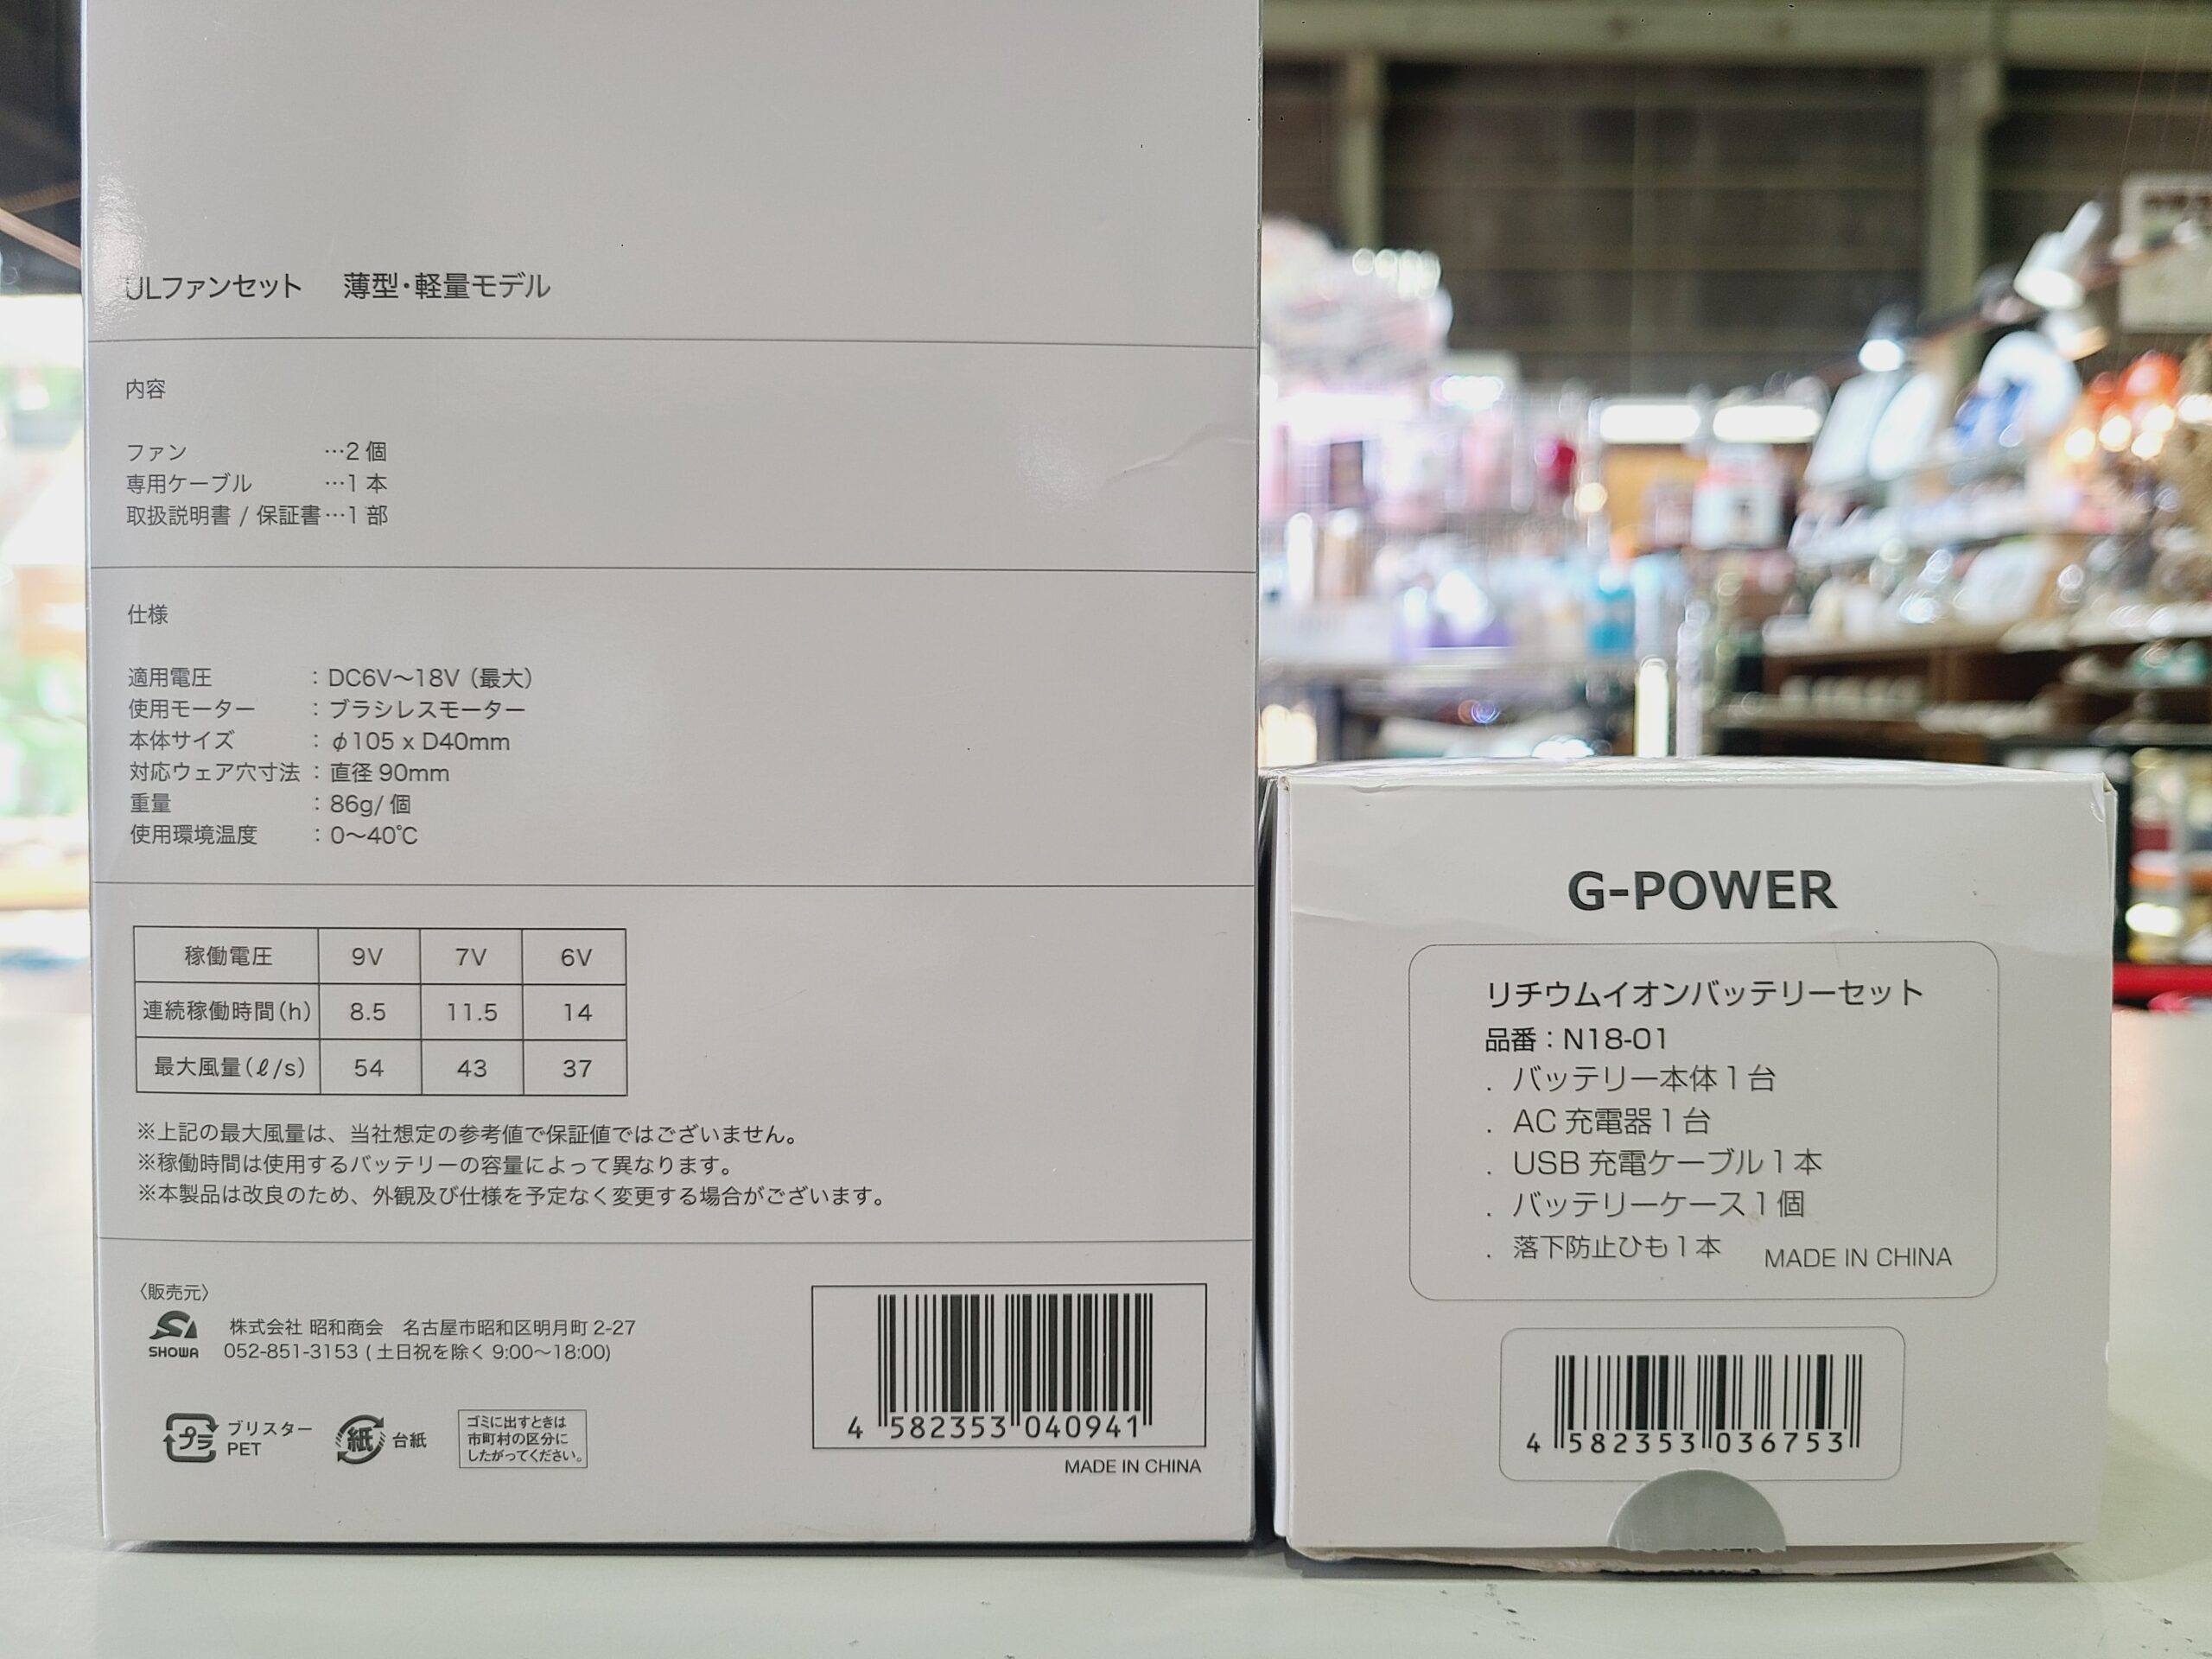 ULファンセット 薄型・軽量モデル
内容
ファン …2 個
専用ケーブル …1 本
取扱説明書 / 保証書…1 部
仕様
適用電圧 : DC6V〜18V（最大）
使用モーター : ブラシレスモーター
本体サイズ : φ105 x D40mm
対応ウェア穴寸法 : 直径 90mm
重量 : 86g/ 個
使用環境温度 : 0〜40℃
稼働電圧 9V 7V 6V
連続稼働時間(h) 8.5 11.5 14
最大風量(ℓ/s) 54 43 37
※上記の最大風量は、当社想定の参考値で保証値ではございません。
※稼働時間は使用するバッテリーの容量によって異なります。
※本製品は改良のため、外観及び仕様を予定なく変更する場合がございます。
〈販売元〉
SHOWA
株式会社 昭和商会 名古屋市昭和区明月町 2-27
052-851-3153 ( 土日祝を除く 9:00〜18:00)
プラ
ブリスター
PET
紙
台紙
ゴミに出すときは
市町村の区分に
したがってください。
4 582353 040941
MADE IN CHINA
G-POWER
リチウムイオンバッテリーセット
品番：N18-01
. バッテリー本体 1 台
. AC 充電器 1 台
. USB 充電ケーブル 1 本
. バッテリーケース 1 個
. 落下防止ひも 1 本
MADE IN CHINA
4 582353 036753